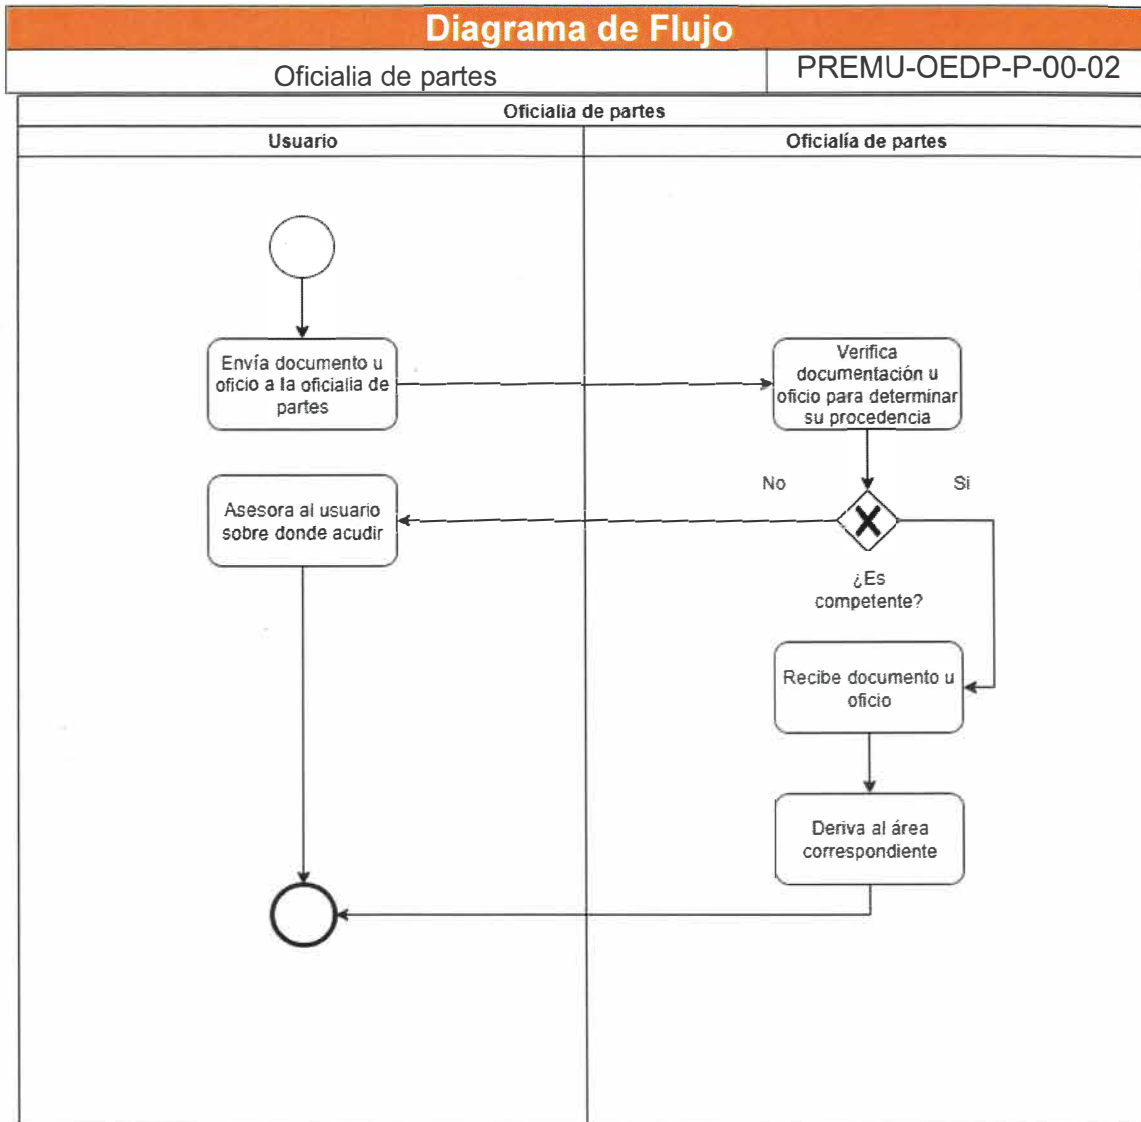 Diagrama de Flujo
Oficialia de partes
PREMU-OEDP-P-00-02
Oficialia de partes
Usuario
Oficialía de partes
Envía documento u
oficio a la oficialia de
partes
Verifica
documentación u
oficio para determinar
su procedencia
No
Si
Asesora al usuario
sobre donde acudir
¿Es
competente?
Recibe documento u
oficio
Deriva al área
correspondiente